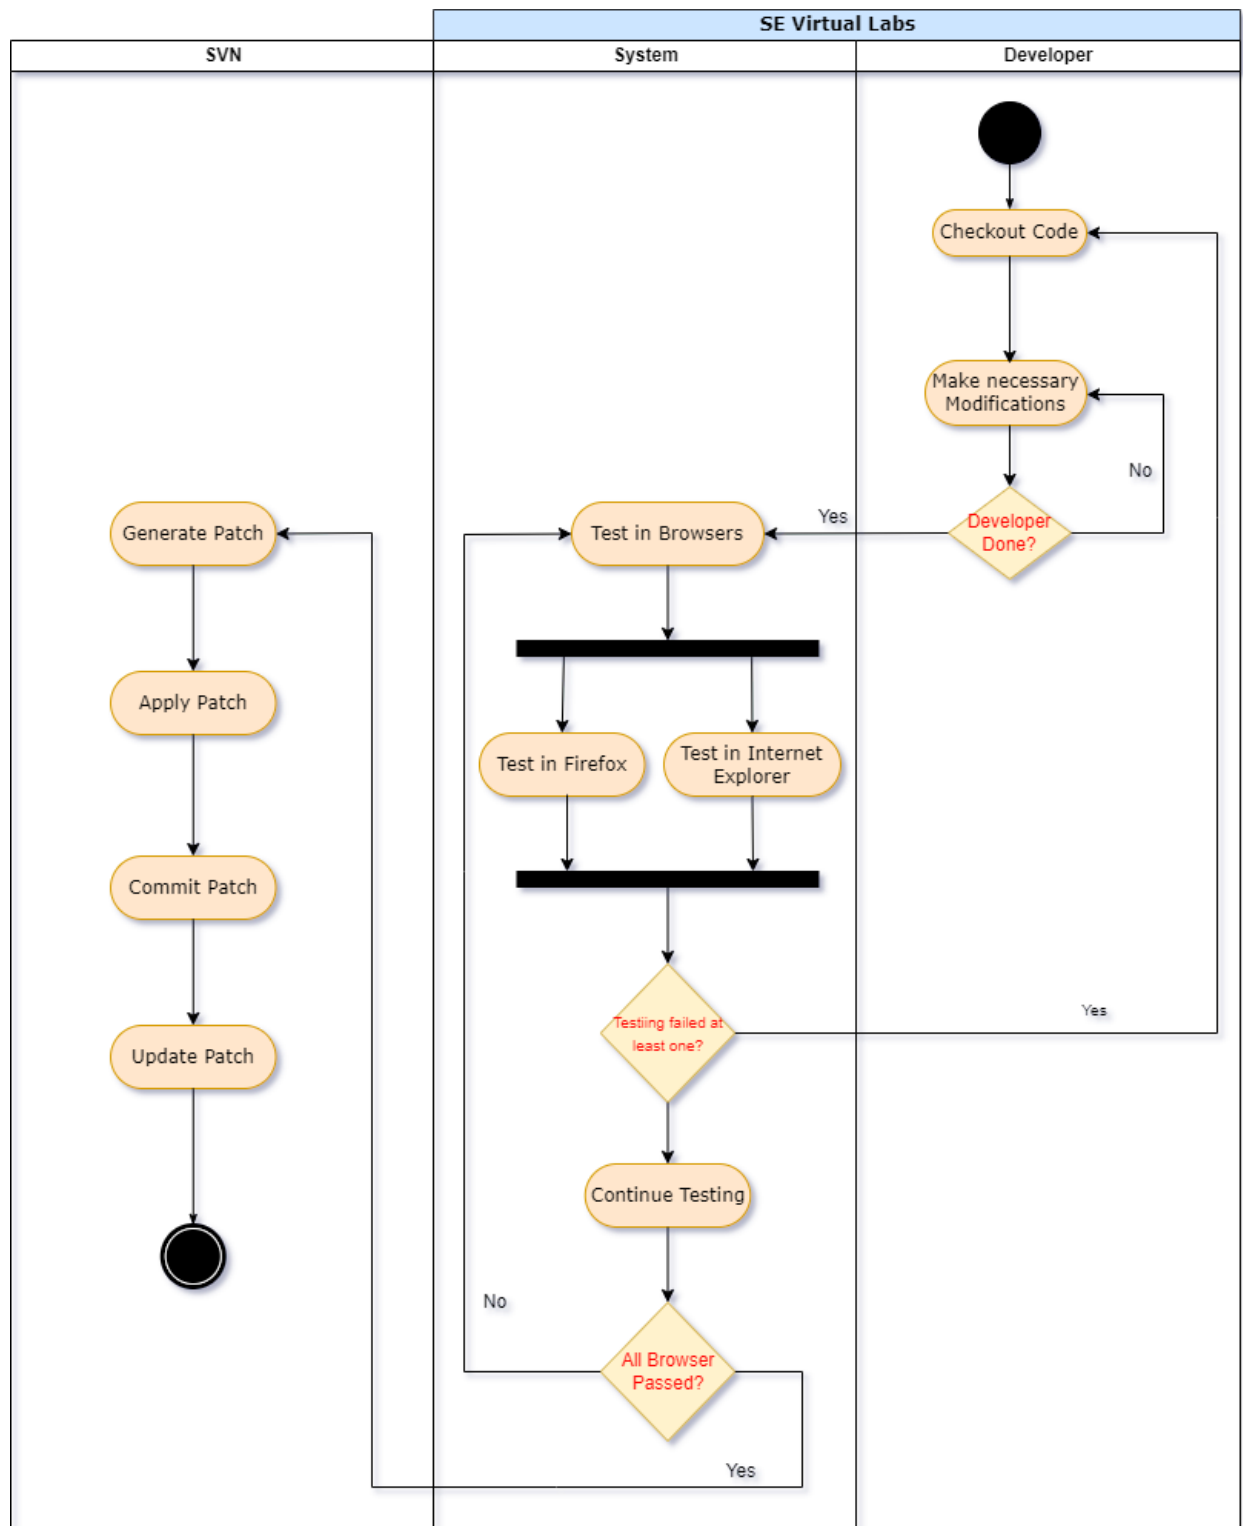 SE Virtual Labs
SVN
System
Developer
Checkout Code
Make necessary
Modifications
No
Developer
Done?
Yes
Test in Browsers
Generate Patch
Apply Patch
Test in Firefox
Test in Internet
Explorer
Commit Patch
Testiing failed at
least one?
Yes
Update Patch
Continue Testing
No
All Browser
Passed?
Yes